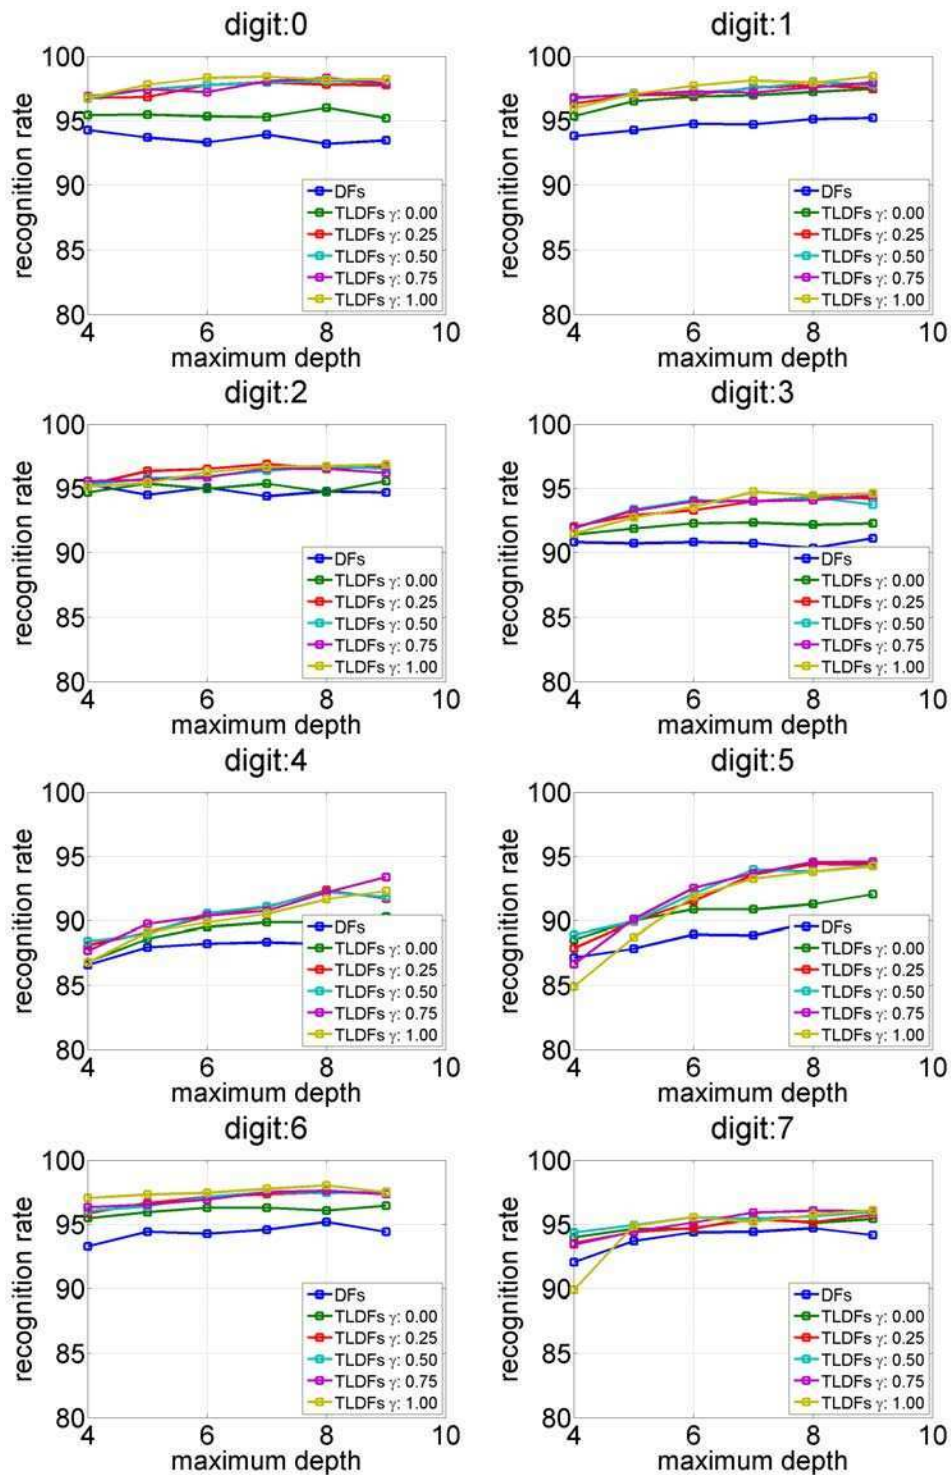 digit:0
recognition rate
100
95
90
85
80
4
6
8
10
maximum depth
DFs
TLDFs γ: 0.00
TLDFs γ: 0.25
TLDFs γ: 0.50
TLDFs γ: 0.75
TLDFs γ: 1.00
digit:1
recognition rate
100
95
90
85
80
4
6
8
10
maximum depth
DFs
TLDFs γ: 0.00
TLDFs γ: 0.25
TLDFs γ: 0.50
TLDFs γ: 0.75
TLDFs γ: 1.00
digit:2
recognition rate
100
95
90
85
80
4
6
8
10
maximum depth
DFs
TLDFs γ: 0.00
TLDFs γ: 0.25
TLDFs γ: 0.50
TLDFs γ: 0.75
TLDFs γ: 1.00
digit:3
recognition rate
100
95
90
85
80
4
6
8
10
maximum depth
DFs
TLDFs γ: 0.00
TLDFs γ: 0.25
TLDFs γ: 0.50
TLDFs γ: 0.75
TLDFs γ: 1.00
digit:4
recognition rate
100
95
90
85
80
4
6
8
10
maximum depth
DFs
TLDFs γ: 0.00
TLDFs γ: 0.25
TLDFs γ: 0.50
TLDFs γ: 0.75
TLDFs γ: 1.00
digit:5
recognition rate
100
95
90
85
80
4
6
8
10
maximum depth
DFs
TLDFs γ: 0.00
TLDFs γ: 0.25
TLDFs γ: 0.50
TLDFs γ: 0.75
TLDFs γ: 1.00
digit:6
recognition rate
100
95
90
85
80
4
6
8
10
maximum depth
DFs
TLDFs γ: 0.00
TLDFs γ: 0.25
TLDFs γ: 0.50
TLDFs γ: 0.75
TLDFs γ: 1.00
digit:7
recognition rate
100
95
90
85
80
4
6
8
10
maximum depth
DFs
TLDFs γ: 0.00
TLDFs γ: 0.25
TLDFs γ: 0.50
TLDFs γ: 0.75
TLDFs γ: 1.00